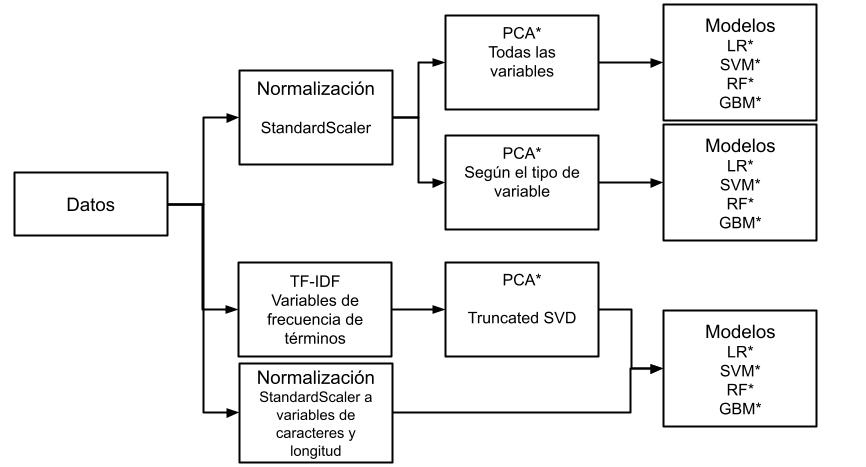 Datos
Normalización
StandardScaler
PCA*
Todas las
variables
Modelos
LR*
SVM*
RF*
GBM*
PCA*
Según el tipo de
variable
Modelos
LR*
SVM*
RF*
GBM*
TF-IDF
Variables de
frecuencia de
términos
PCA*
Truncated SVD
Normalización
StandardScaler a
variables de
caracteres y
longitud
Modelos
LR*
SVM*
RF*
GBM*